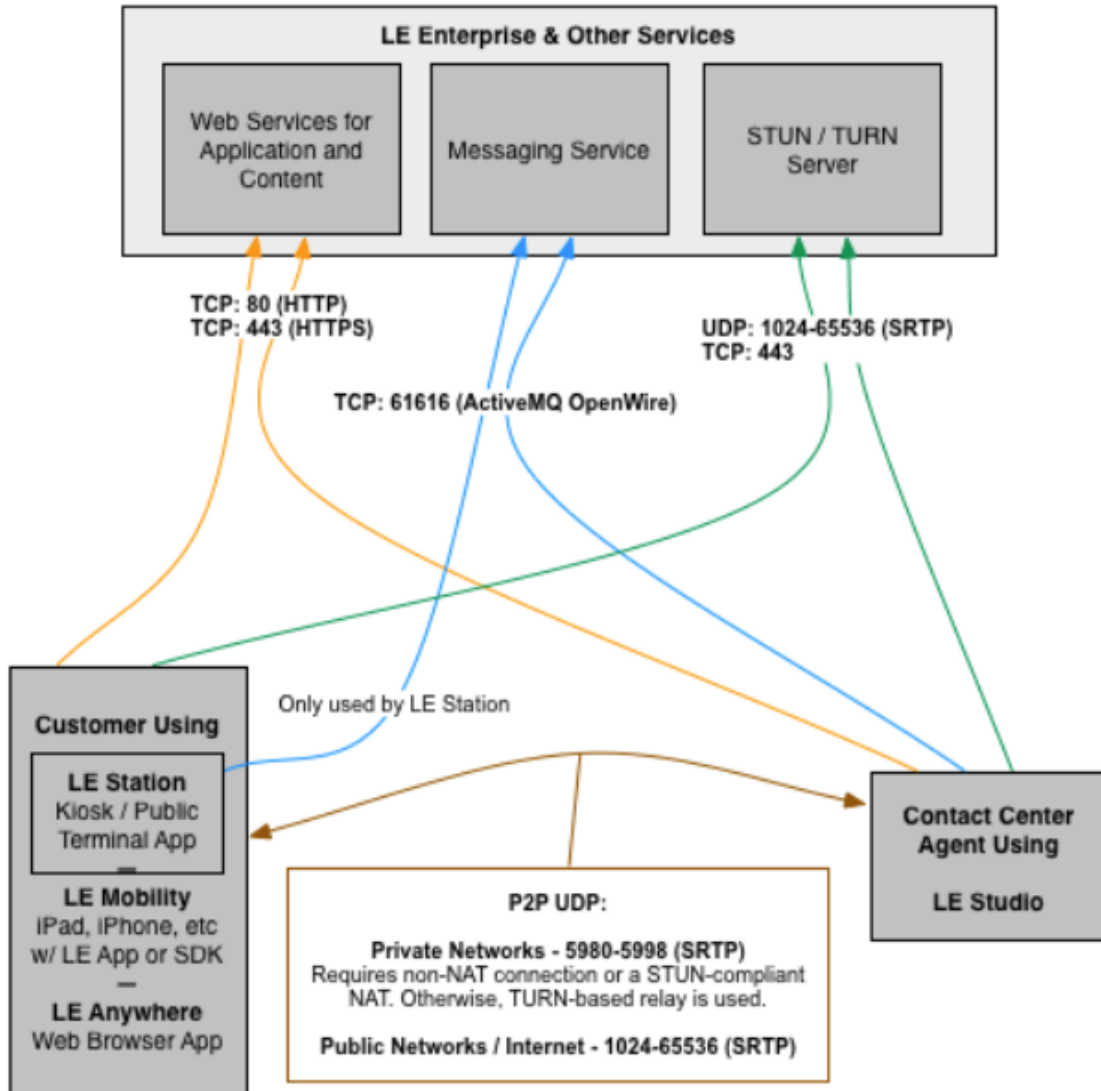 LE Enterprise & Other Services
Web Services for
Application and
Content
Messaging Service
STUN / TURN
Server
TCP: 80 (HTTP)
TCP: 443 (HTTPS)
UDP: 1024-65536 (SRTP)
TCP: 443
TCP: 61616 (ActiveMQ OpenWire)
Only used by LE Station
Customer Using
LE Station
Kiosk / Public
Terminal App
–
LE Mobility
iPad, iPhone, etc
w/ LE App or SDK
–
LE Anywhere
Web Browser App
Contact Center
Agent Using
LE Studio
P2P UDP:
Private Networks - 5980-5998 (SRTP)
Requires non-NAT connection or a STUN-compliant
NAT. Otherwise, TURN-based relay is used.
Public Networks / Internet - 1024-65536 (SRTP)